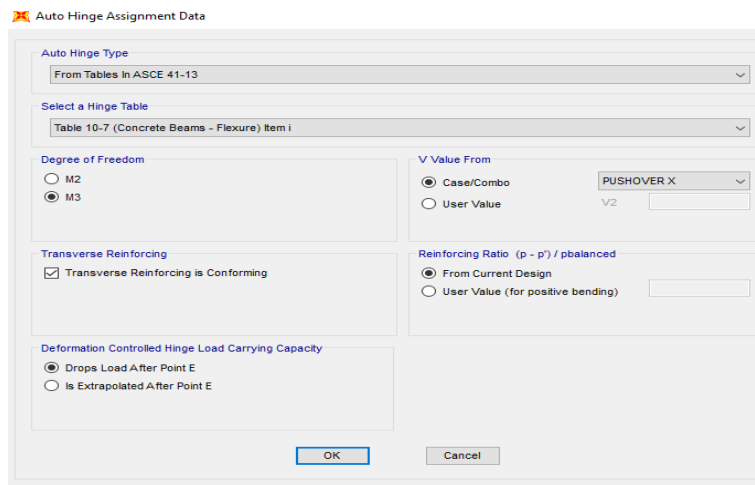 Auto Hinge Assignment Data
Auto Hinge Type
From Tables In ASCE 41-13
Select a Hinge Table
Table 10-7 (Concrete Beams - Flexure) Item i
Degree of Freedom
M2
M3
V Value From
Case/Combo PUSHOVER X
User Value V2
Transverse Reinforcing
Transverse Reinforcing is Conforming
Reinforcing Ratio (p - p') / pbalanced
From Current Design
User Value (for positive bending)
Deformation Controlled Hinge Load Carrying Capacity
Drops Load After Point E
Is Extrapolated After Point E
OK Cancel